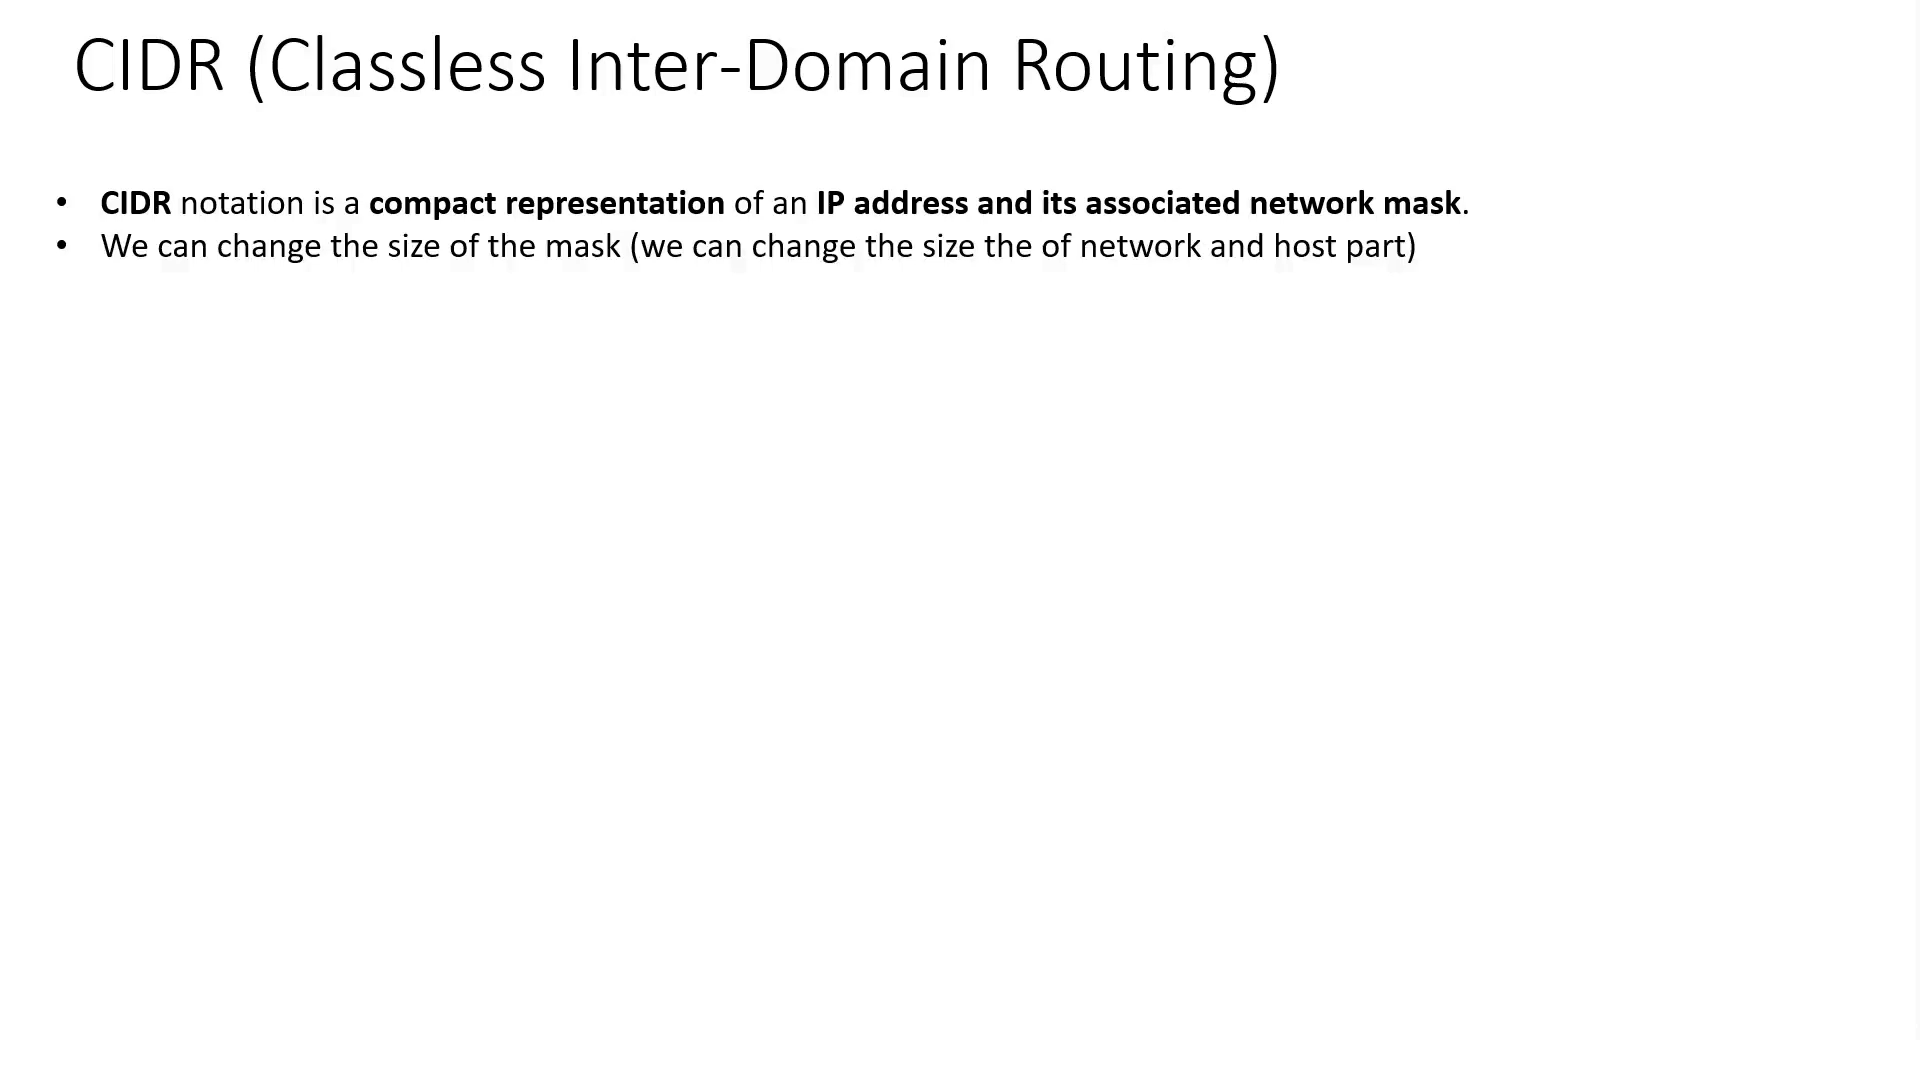 CIDR (Classless Inter-Domain Routing)
• CIDR notation is a compact representation of an IP address and its associated network mask.
• We can change the size of the mask (we can change the size the of network and host part)